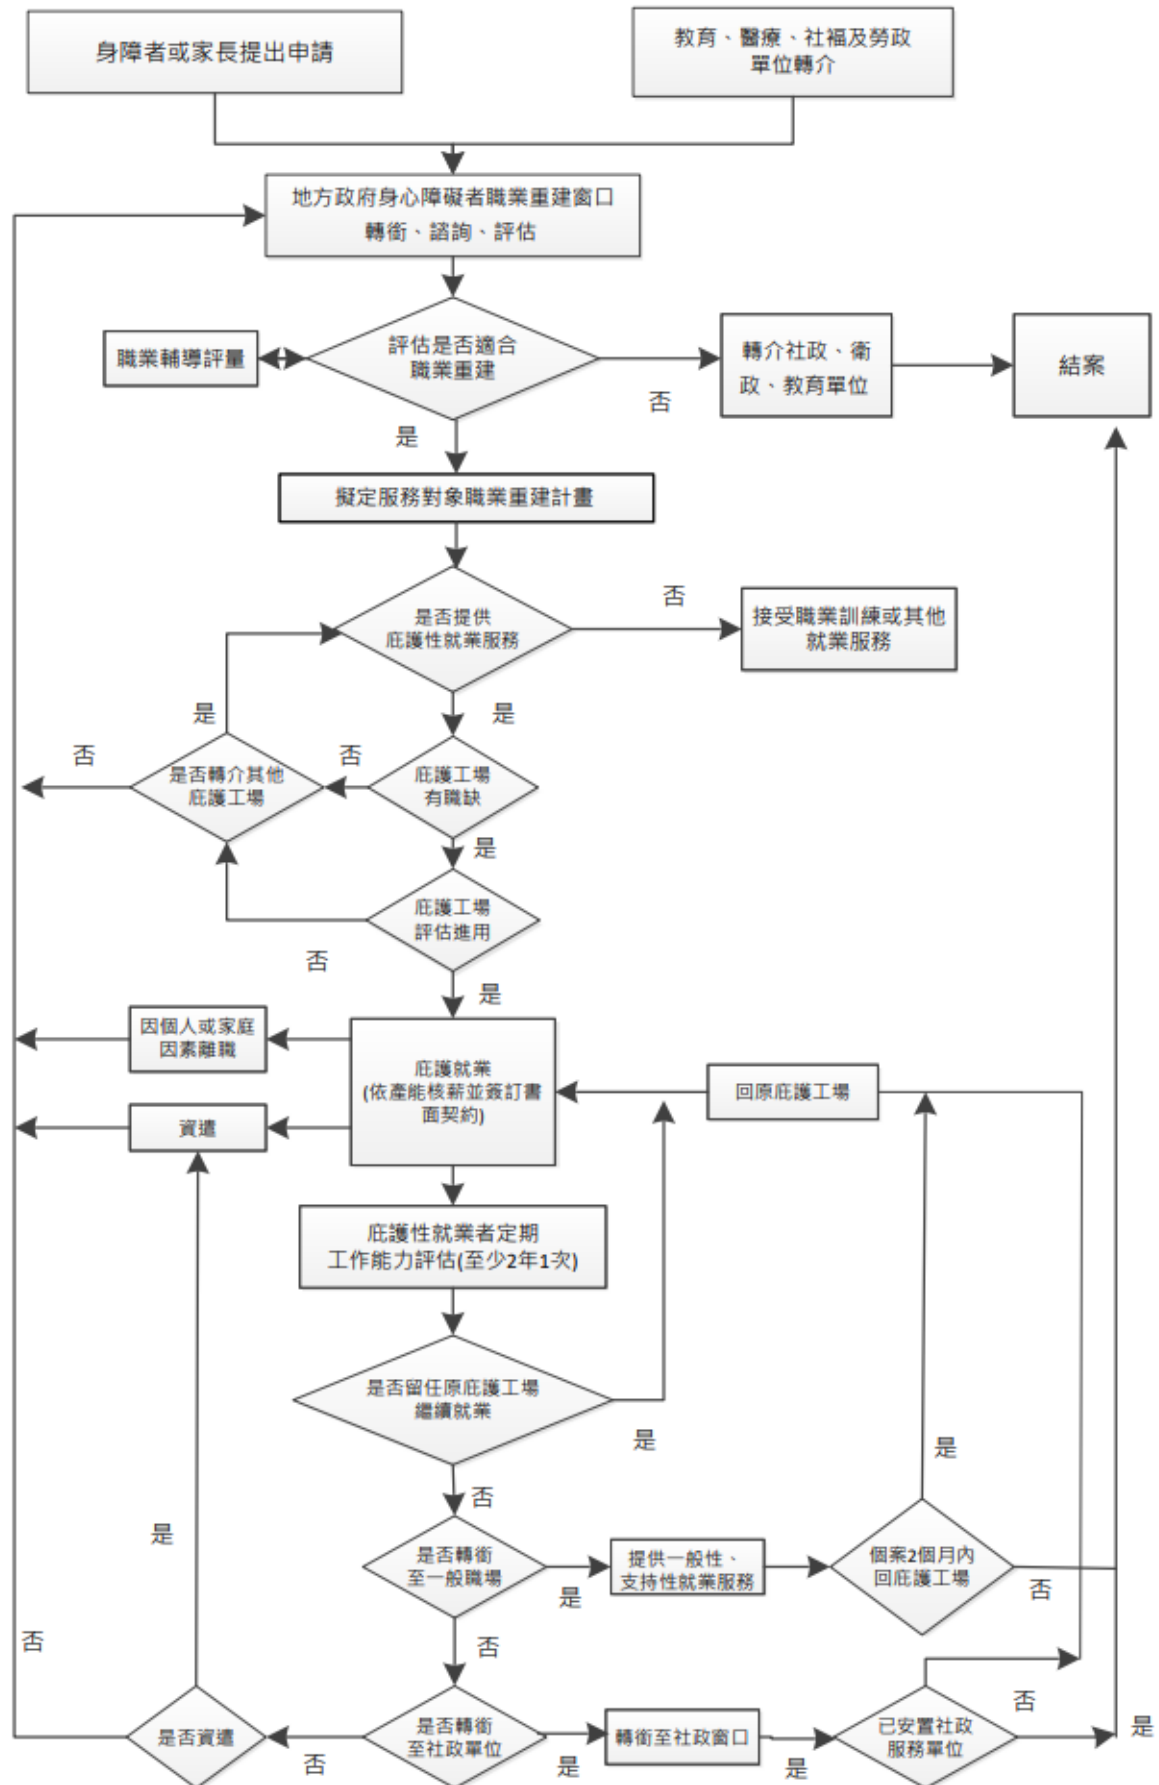 身障者或家長提出申請
教育、醫療、社福及勞政
單位轉介
地方政府身心障礙者職業重建窗口
轉銜、諮詢、評估
職業輔導評量
評估是否適合
職業重建
轉介社政、衛
政、教育單位
結案
否
是
擬定服務對象職業重建計畫
是否提供
庇護性就業服務
否
接受職業訓練或其他
就業服務
是
是
否
是否轉介其他
庇護工場
否
庇護工場
有職缺
是
庇護工場
評估進用
否
是
因個人或家庭
因素離職
庇護就業
(依產能核薪並簽訂書
面契約)
回原庇護工場
資遣
庇護性就業者定期
工作能力評估(至少2年1次)
是否留任原庇護工場
繼續就業
是
否
是
是
是否轉銜
至一般職場
是
提供一般性、
支持性就業服務
個案2個月內
回庇護工場
否
否
否
是否資遣
否
是否轉銜
至社政單位
是
轉銜至社政窗口
是
已安置社政
服務單位
否
是